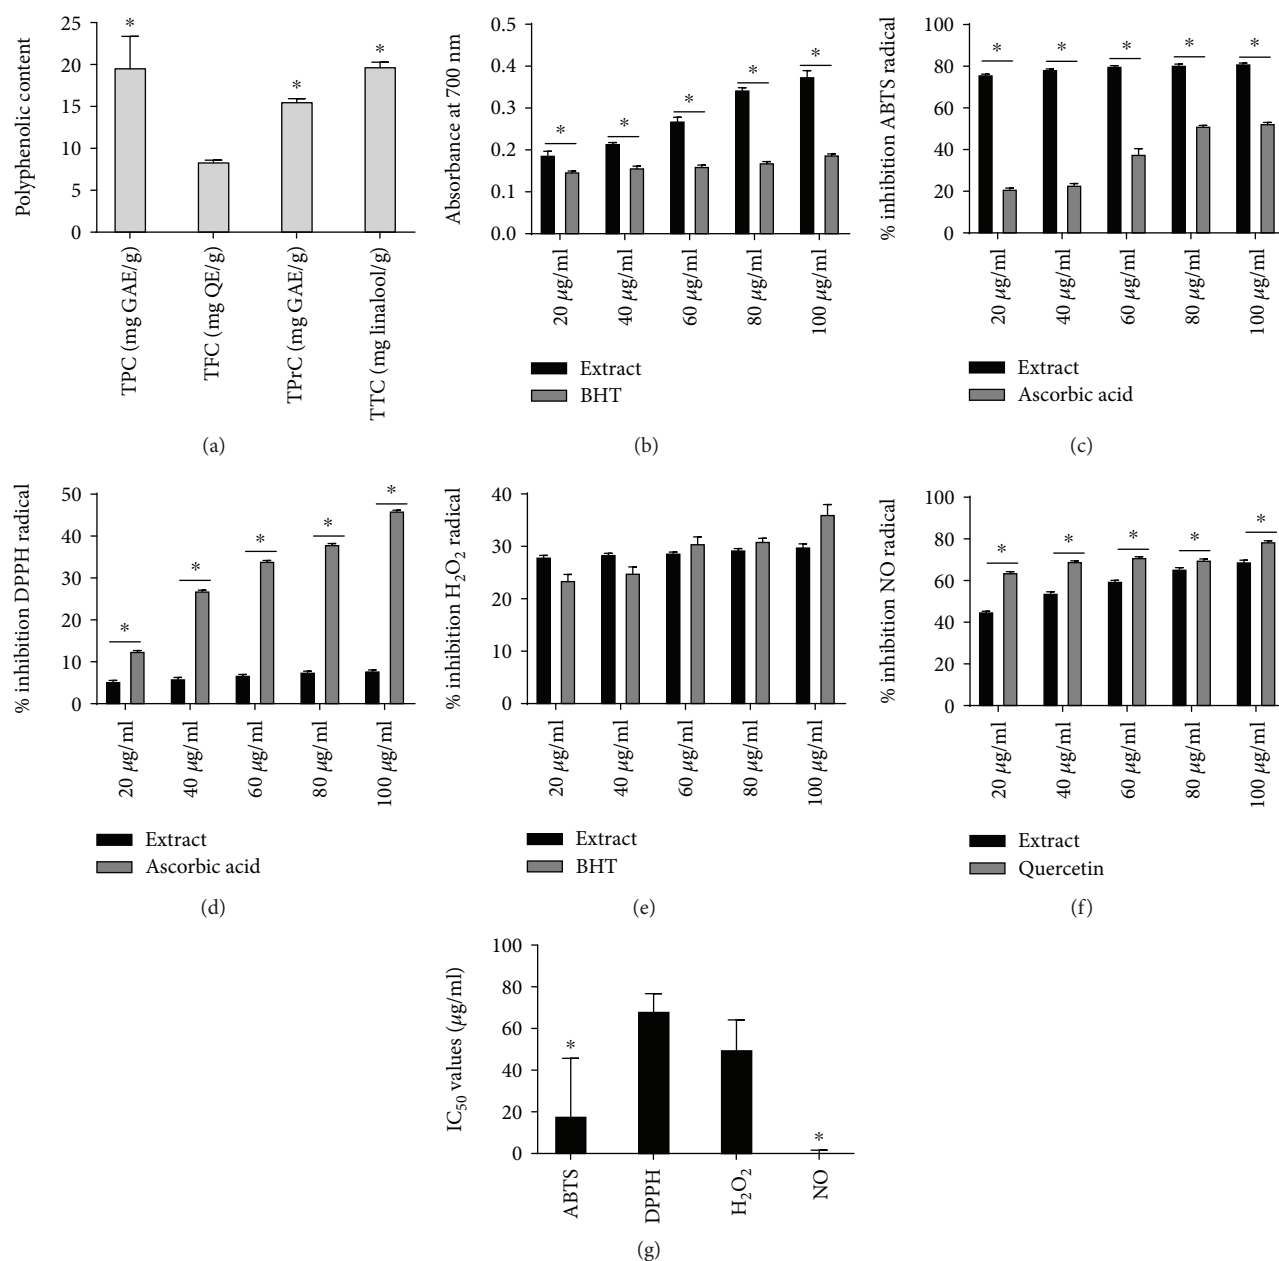 Polyphenolic content
25
20
15
10
5
0
* * *
TPC (mg GAE/g)
TFC (mg QE/g)
TPrC (mg GAE/g)
TTC (mg linalool/g)
(a)
Absorbance at 700 nm
0.5
0.4
0.3
0.2
0.1
0.0
* * * * *
20 μg/ml
40 μg/ml
60 μg/ml
80 μg/ml
100 μg/ml
Extract
BHT
(b)
% inhibition ABTS radical
100
80
60
40
20
0
* * * * *
20 μg/ml
40 μg/ml
60 μg/ml
80 μg/ml
100 μg/ml
Extract
Ascorbic acid
(c)
% inhibition DPPH radical
50
40
30
20
10
0
* * * * *
20 μg/ml
40 μg/ml
60 μg/ml
80 μg/ml
100 μg/ml
Extract
Ascorbic acid
(d)
% inhibition H₂O₂ radical
40
30
20
10
0
20 μg/ml
40 μg/ml
60 μg/ml
80 μg/ml
100 μg/ml
Extract
BHT
(e)
% inhibition NO radical
100
80
60
40
20
0
* * * * *
20 μg/ml
40 μg/ml
60 μg/ml
80 μg/ml
100 μg/ml
Extract
Quercetin
(f)
IC₅₀ values (μg/ml)
100
80
60
40
20
0
* *
ABTS
DPPH
H₂O₂
NO
(g)